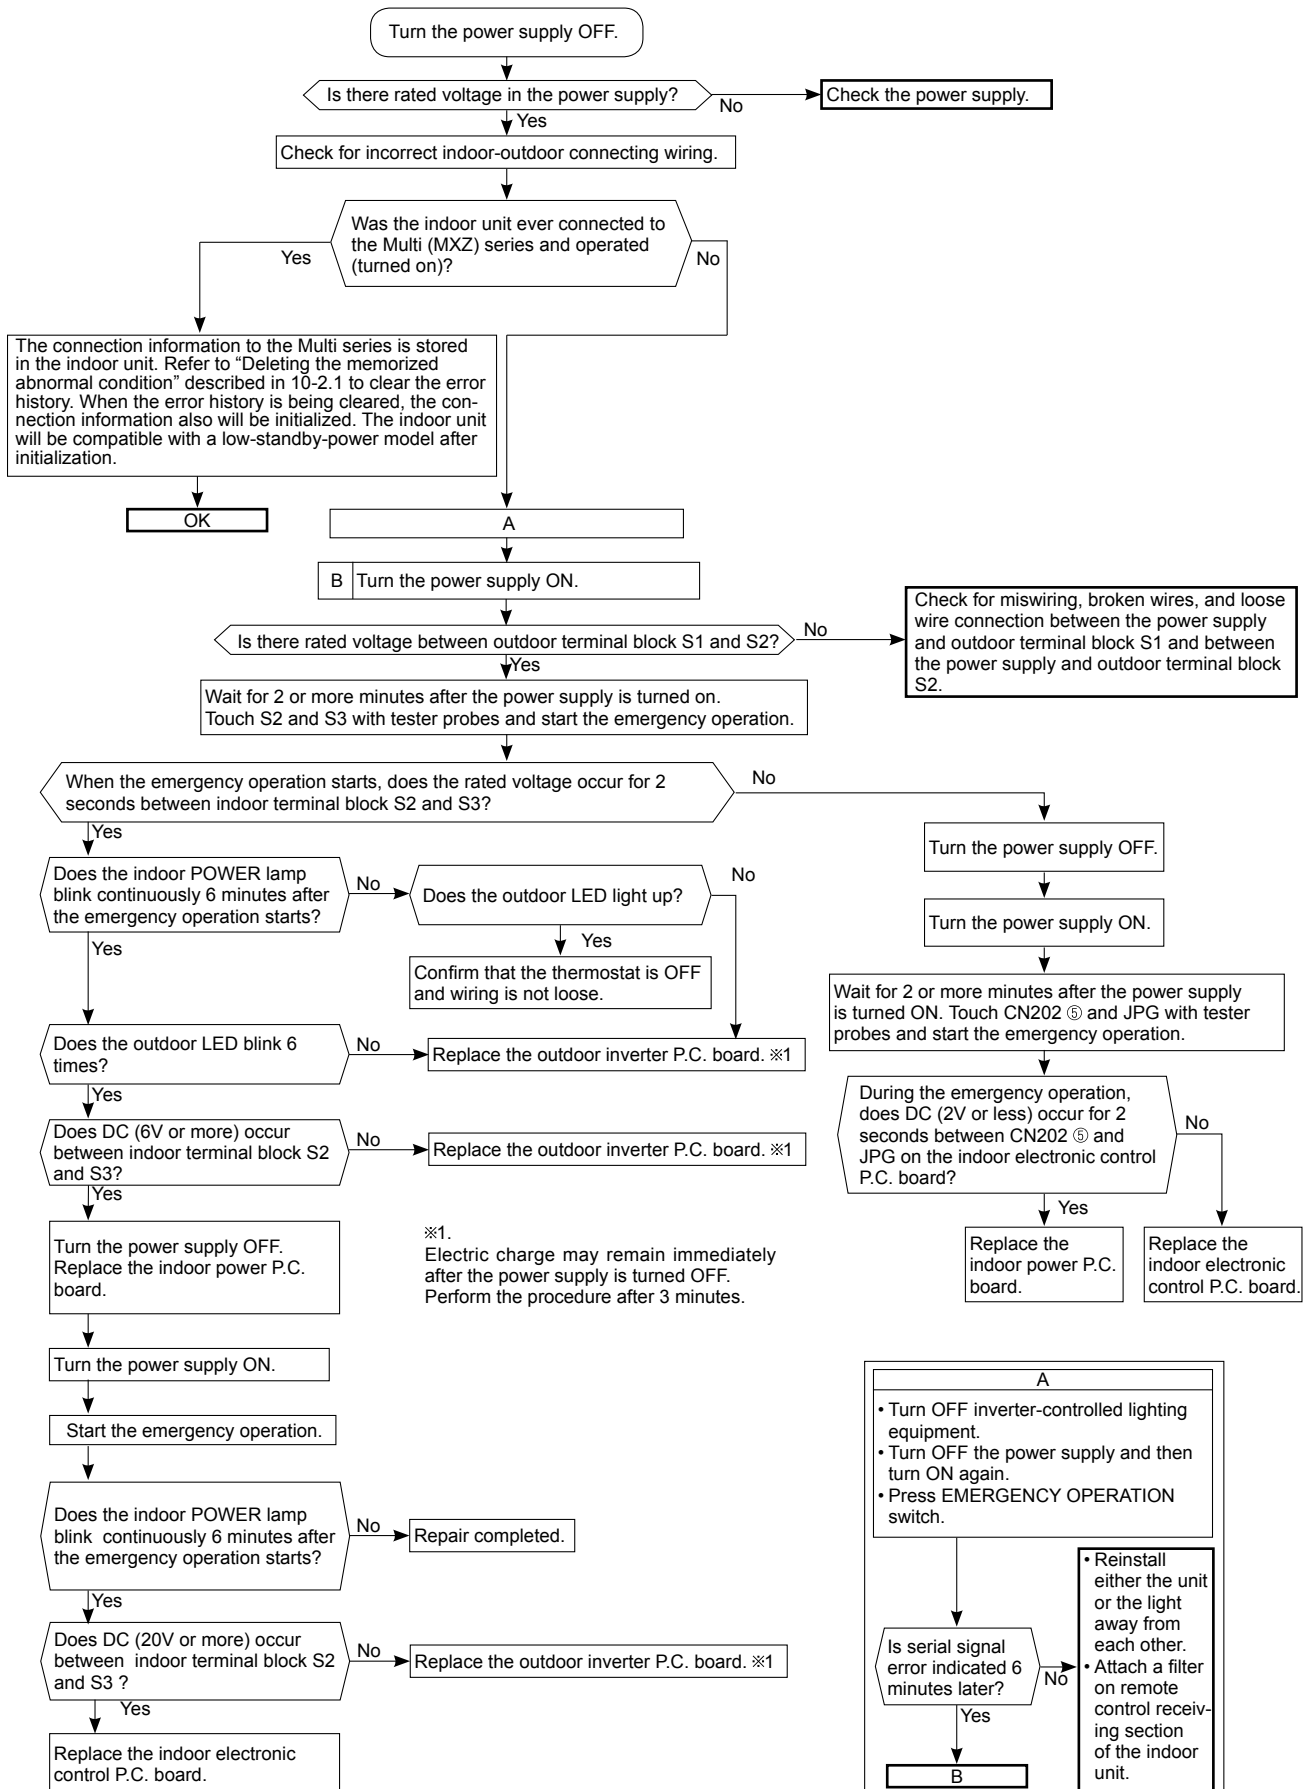 Turn the power supply OFF.
Is there rated voltage in the power supply?
No
Check the power supply.
Yes
Check for incorrect indoor-outdoor connecting wiring.
Was the indoor unit ever connected to
the Multi (MXZ) series and operated
(turned on)?
Yes
No
The connection information to the Multi series is stored
in the indoor unit. Refer to “Deleting the memorized
abnormal condition” described in 10-2.1 to clear the error
history. When the error history is being cleared, the con-
nection information also will be initialized. The indoor unit
will be compatible with a low-standby-power model after
initialization.
OK
A
B Turn the power supply ON.
Is there rated voltage between outdoor terminal block S1 and S2?
No
Check for miswiring, broken wires, and loose
wire connection between the power supply
and outdoor terminal block S1 and between
the power supply and outdoor terminal block
S2.
Yes
Wait for 2 or more minutes after the power supply is turned on.
Touch S2 and S3 with tester probes and start the emergency operation.
When the emergency operation starts, does the rated voltage occur for 2
seconds between indoor terminal block S2 and S3?
No
Yes
Does the indoor POWER lamp
blink continuously 6 minutes after
the emergency operation starts?
No
Does the outdoor LED light up?
No
Yes
Confirm that the thermostat is OFF
and wiring is not loose.
Yes
Does the outdoor LED blink 6
times?
No
Replace the outdoor inverter P.C. board. ※1
Yes
Does DC (6V or more) occur
between indoor terminal block S2
and S3?
No
Replace the outdoor inverter P.C. board. ※1
Yes
Turn the power supply OFF.
Replace the indoor power P.C.
board.
※1.
Electric charge may remain immediately
after the power supply is turned OFF.
Perform the procedure after 3 minutes.
Turn the power supply ON.
Start the emergency operation.
Does the indoor POWER lamp
blink continuously 6 minutes after
the emergency operation starts?
No
Repair completed.
Yes
Does DC (20V or more) occur
between indoor terminal block S2
and S3 ?
No
Replace the outdoor inverter P.C. board. ※1
Yes
Replace the indoor electronic
control P.C. board.
Turn the power supply OFF.
Turn the power supply ON.
Wait for 2 or more minutes after the power supply
is turned ON. Touch CN202 ⑤ and JPG with tester
probes and start the emergency operation.
During the emergency operation,
does DC (2V or less) occur for 2
seconds between CN202 ⑤ and
JPG on the indoor electronic control
P.C. board?
No
Yes
Replace the
indoor power P.C.
board.
Replace the
indoor electronic
control P.C. board.
A
• Turn OFF inverter-controlled lighting
equipment.
• Turn OFF the power supply and then
turn ON again.
• Press EMERGENCY OPERATION
switch.
Is serial signal
error indicated 6
minutes later?
No
• Reinstall
either the unit
or the light
away from
each other.
• Attach a filter
on remote
control receiv-
ing section
of the indoor
unit.
Yes
B